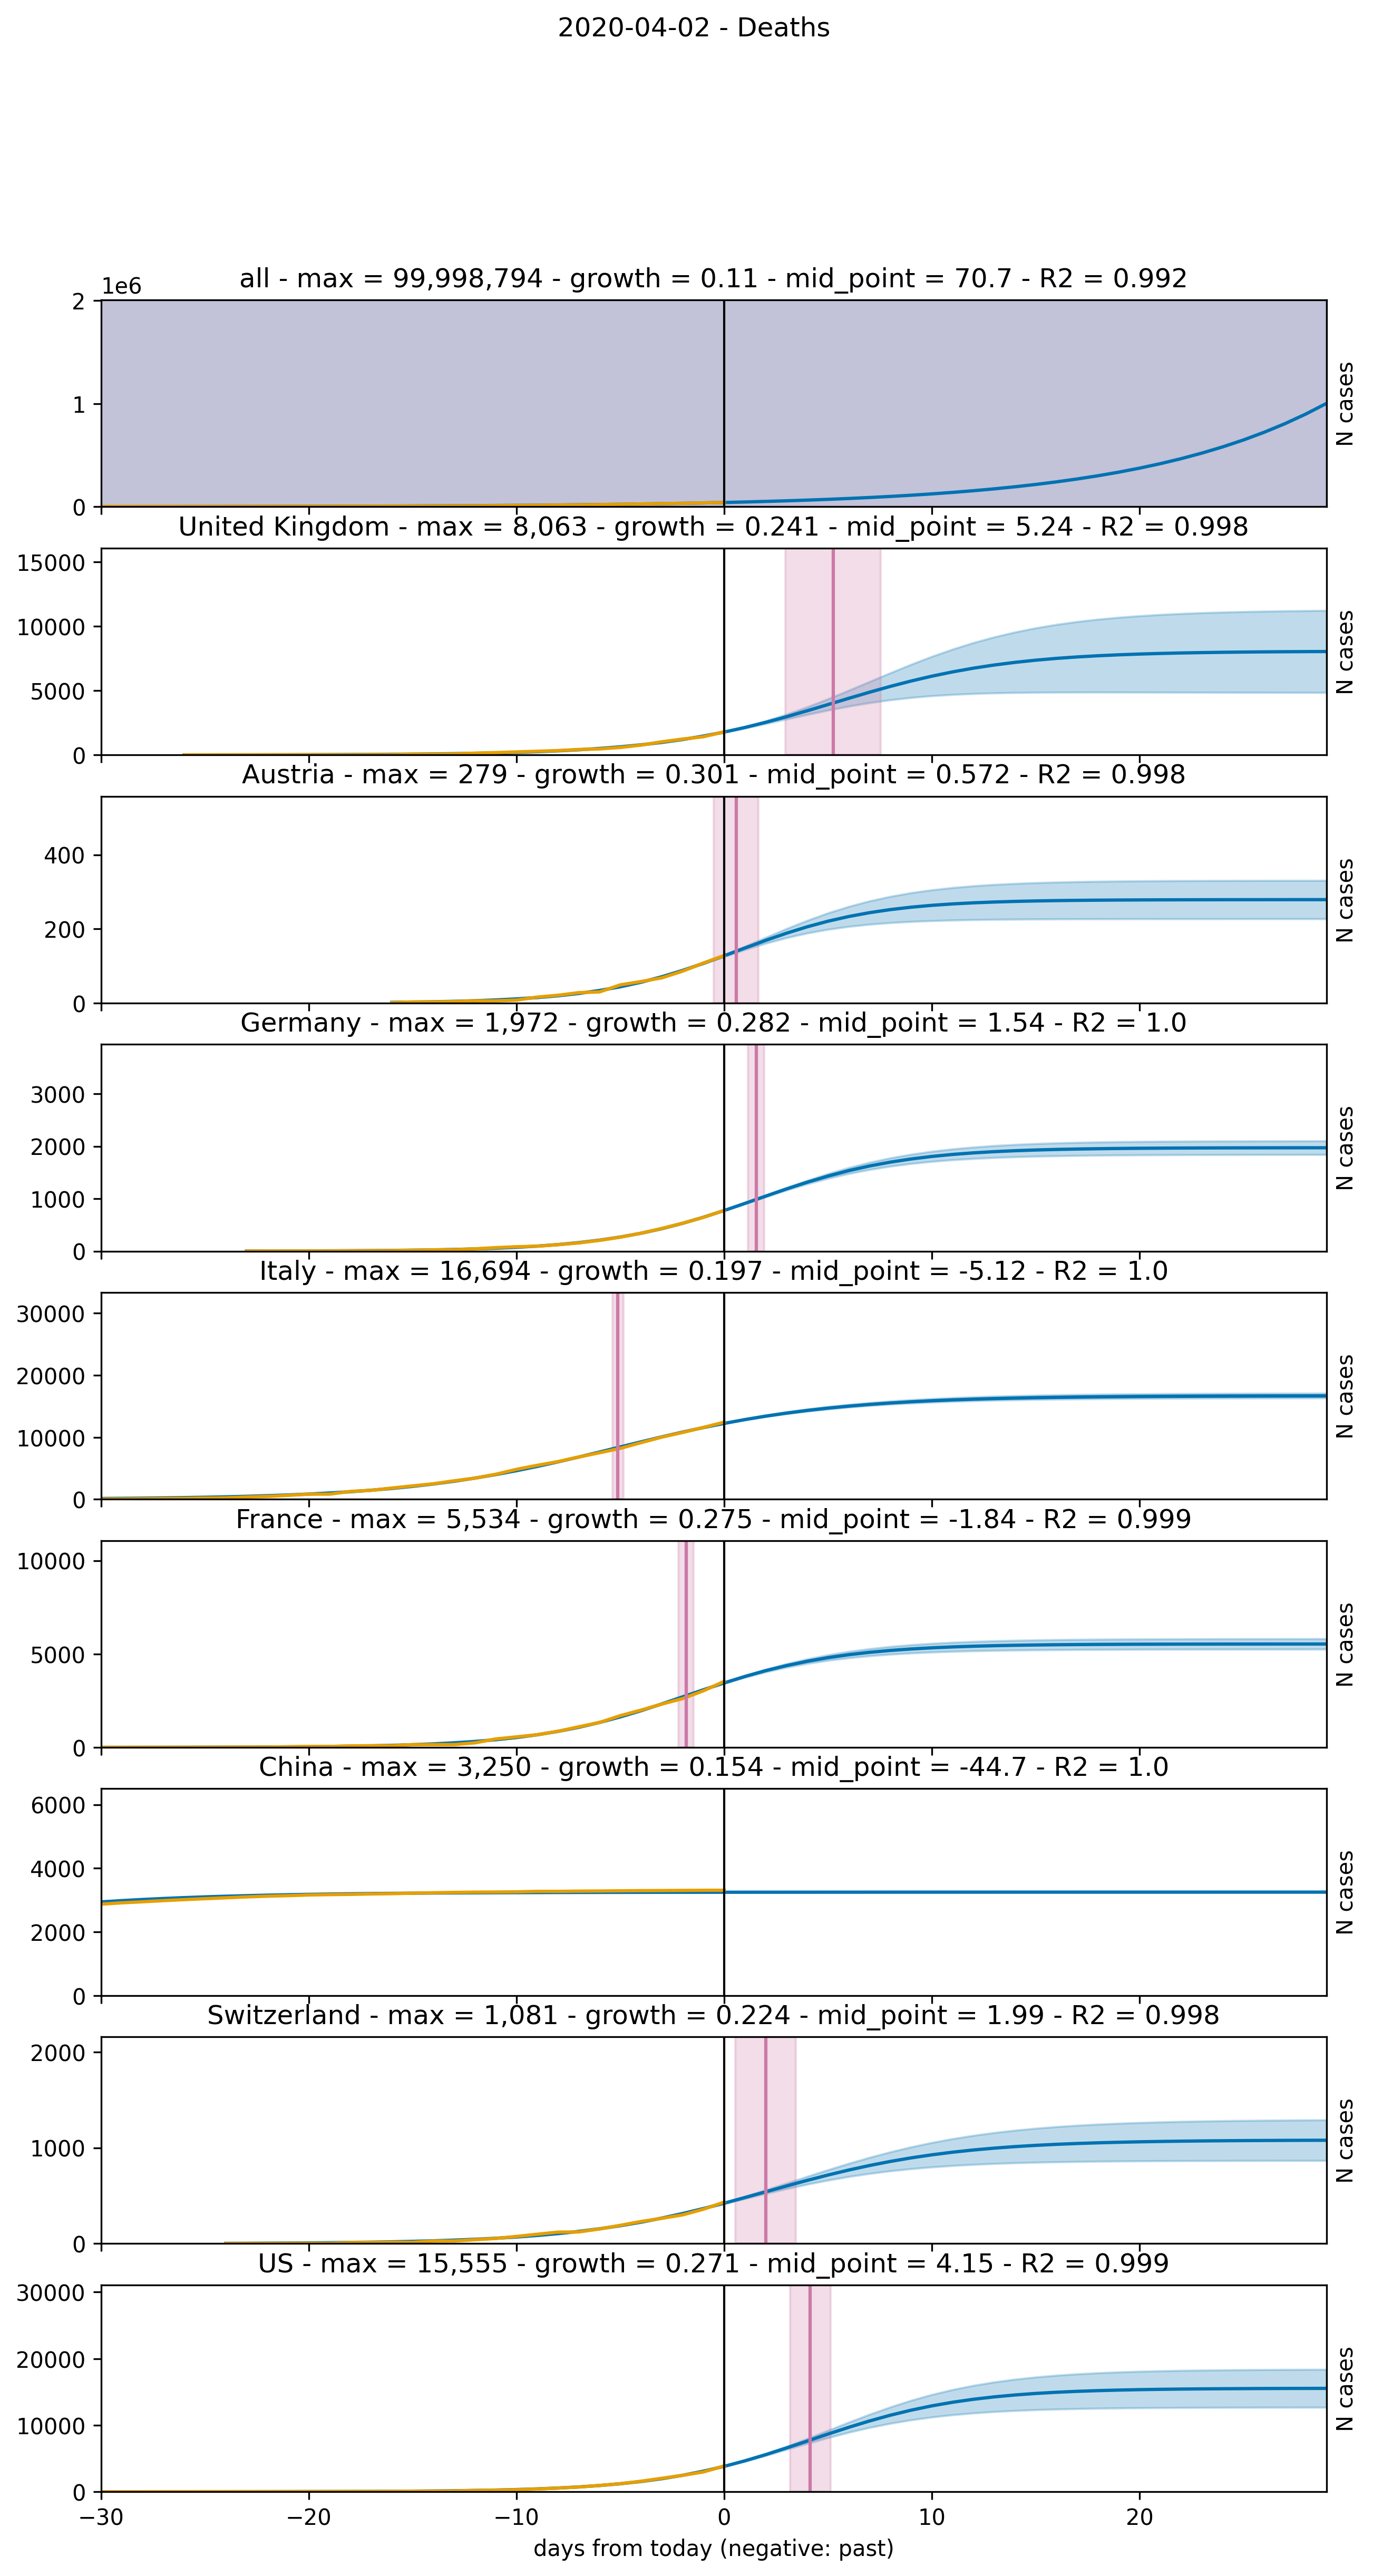 2020-04-02 - Deaths
all - max = 99,998,794 - growth = 0.11 - mid_point = 70.7 - R2 = 0.992
1e6
2
1
0
N cases
United Kingdom - max = 8,063 - growth = 0.241 - mid_point = 5.24 - R2 = 0.998
15000
10000
5000
0
N cases
Austria - max = 279 - growth = 0.301 - mid_point = 0.572 - R2 = 0.998
400
200
0
N cases
Germany - max = 1,972 - growth = 0.282 - mid_point = 1.54 - R2 = 1.0
3000
2000
1000
0
N cases
Italy - max = 16,694 - growth = 0.197 - mid_point = -5.12 - R2 = 1.0
30000
20000
10000
0
N cases
France - max = 5,534 - growth = 0.275 - mid_point = -1.84 - R2 = 0.999
10000
5000
0
N cases
China - max = 3,250 - growth = 0.154 - mid_point = -44.7 - R2 = 1.0
6000
4000
2000
0
N cases
Switzerland - max = 1,081 - growth = 0.224 - mid_point = 1.99 - R2 = 0.998
2000
1000
0
N cases
US - max = 15,555 - growth = 0.271 - mid_point = 4.15 - R2 = 0.999
30000
20000
10000
0
N cases
−30 −20 −10 0 10 20
days from today (negative: past)